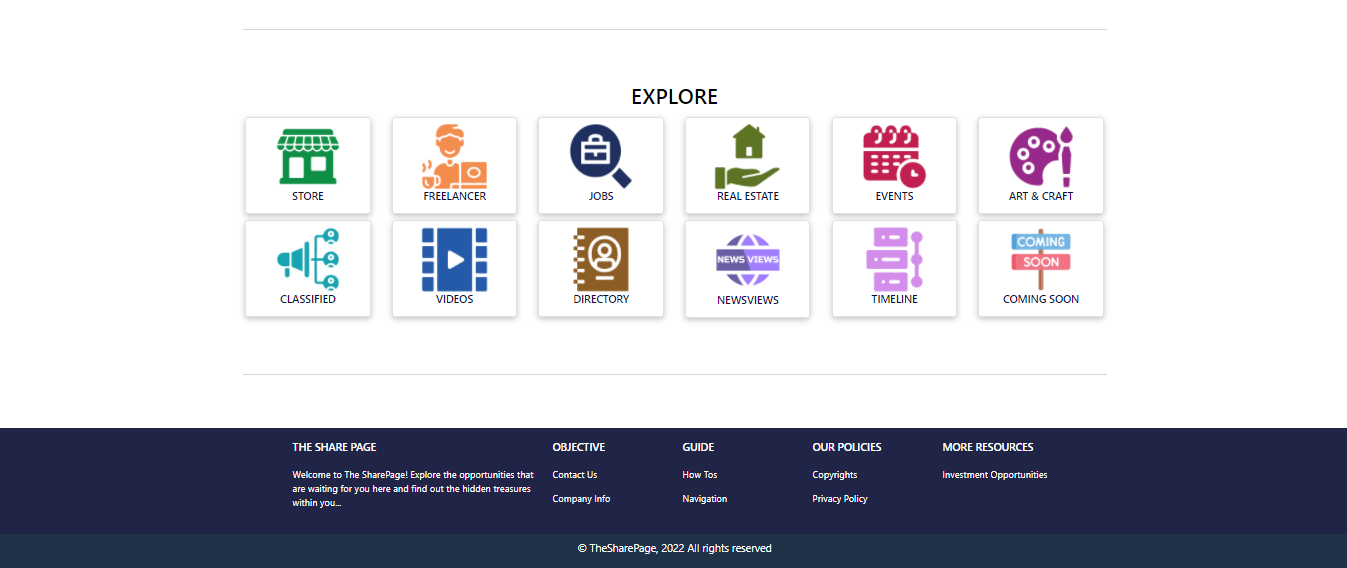 EXPLORE
STORE
FREELANCER
JOBS
REAL ESTATE
EVENTS
ART & CRAFT
NEWS VIEWS
COMING
SOON
CLASSIFIED
VIDEOS
DIRECTORY
NEWSVIEWS
TIMELINE
COMING SOON
THE SHARE PAGE
Welcome to The SharePage! Explore the opportunities that
are waiting for you here and find out the hidden treasures
within you...
OBJECTIVE
Contact Us
Company Info
GUIDE
How Tos
Navigation
OUR POLICIES
Copyrights
Privacy Policy
MORE RESOURCES
Investment Opportunities
© TheSharePage, 2022 All rights reserved